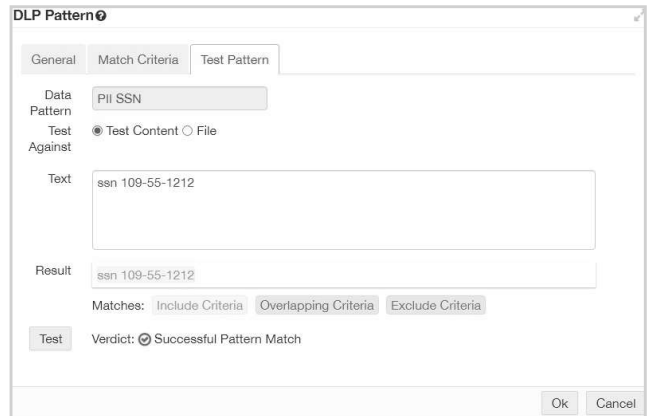 DLP Pattern?
General Match Criteria Test Pattern
Data Pattern PII SSN
Test Against Test Content File
Text ssn 109-55-1212
Result ssn 109-55-1212
Matches: Include Criteria Overlapping Criteria Exclude Criteria
Test Verdict: Successful Pattern Match
Ok Cancel